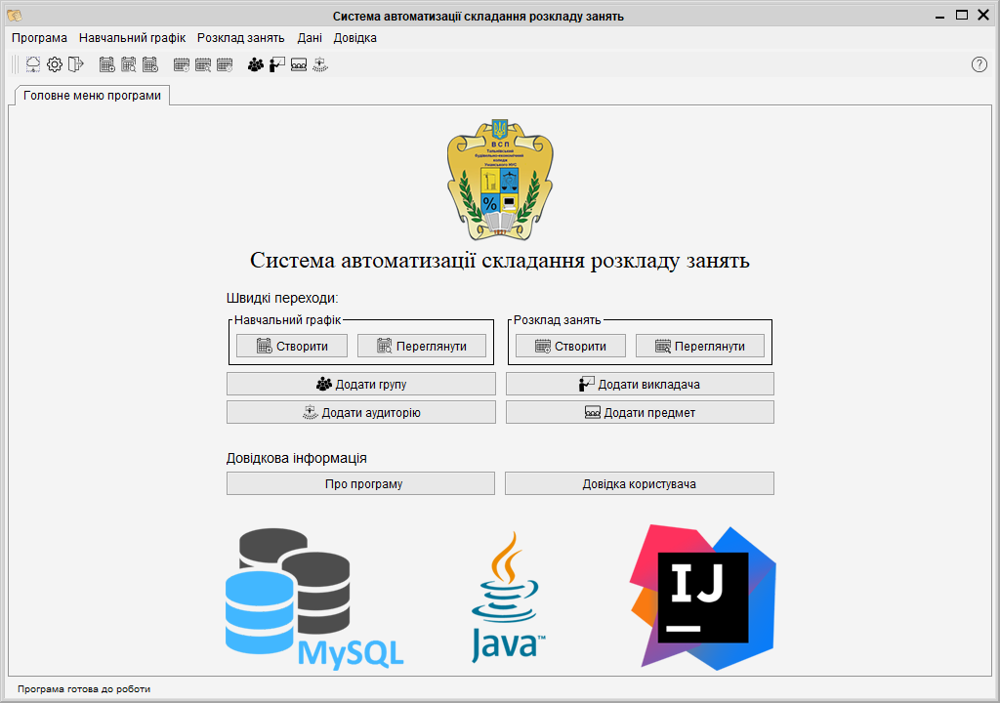 Система автоматизації складання розкладу занять
Програма Навчальний графік Розклад занять Дані Довідка
?
Головне меню програми
ВСП
Тальнівський
будівельно-економічний
коледж
Уманського НУС
%
Система автоматизації складання розкладу занять
Швидкі переходи:
Навчальний графік Розклад занять
Створити Переглянути Створити Переглянути
Додати групу Додати викладача
Додати аудиторію Додати предмет
Довідкова інформація
Про програму Довідка користувача
IJ
MySQL Java™
Програма готова до роботи